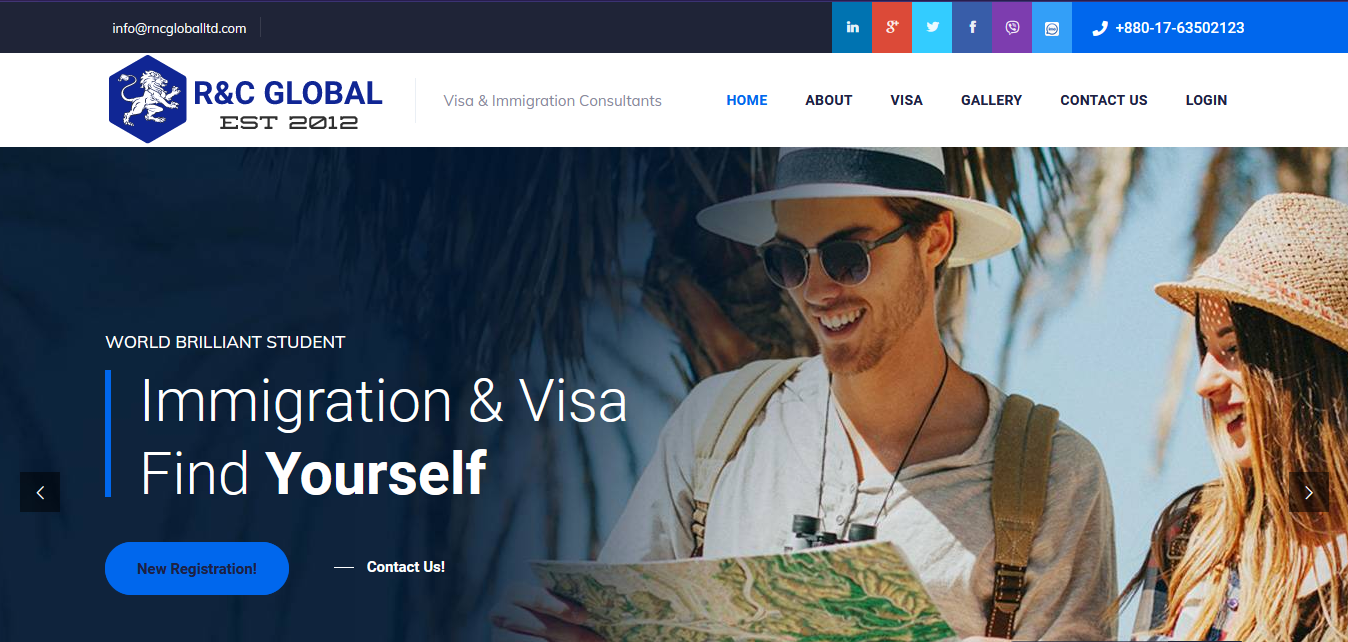 info@rncgloballtd.com
+880-17-63502123
R&C GLOBAL
EST 2012
Visa & Immigration Consultants
HOME
ABOUT
VISA
GALLERY
CONTACT US
LOGIN
WORLD BRILLIANT STUDENT
Immigration & Visa
Find Yourself
New Registration!
Contact Us!